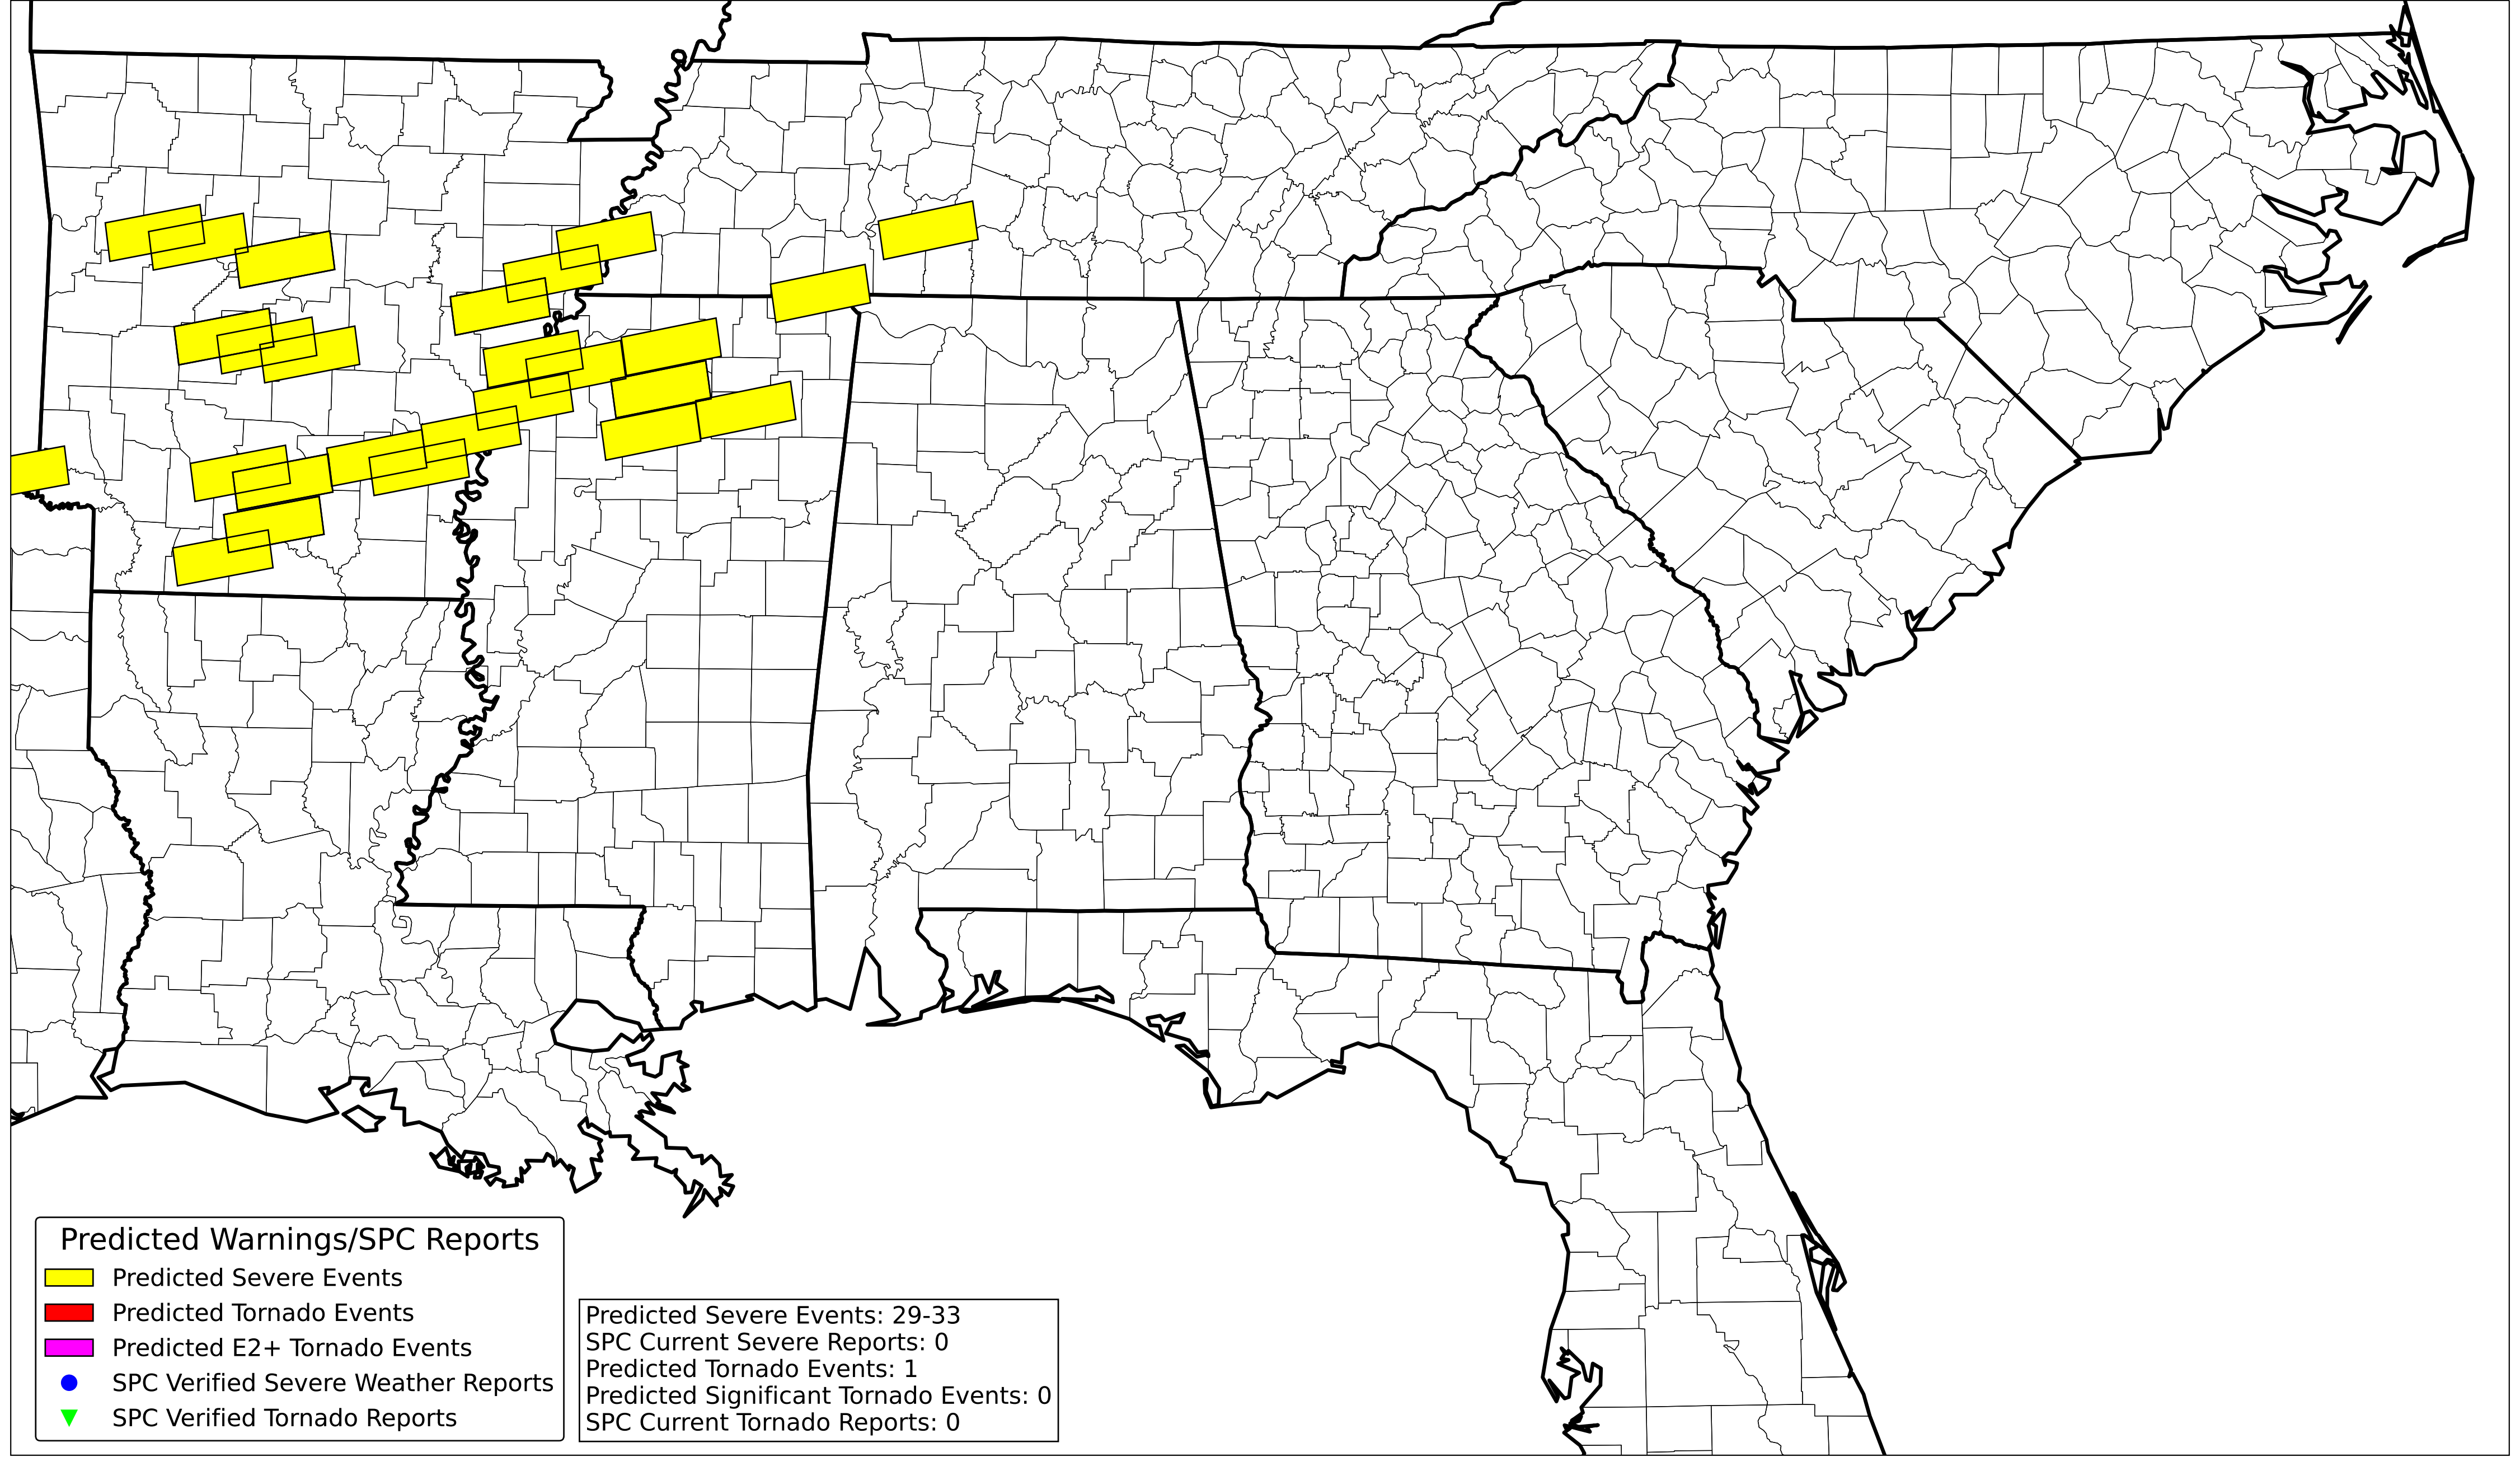 Predicted Warnings/SPC Reports
Predicted Severe Events
Predicted Tornado Events
Predicted E2+ Tornado Events
SPC Verified Severe Weather Reports
SPC Verified Tornado Reports
Predicted Severe Events: 29-33
SPC Current Severe Reports: 0
Predicted Tornado Events: 1
Predicted Significant Tornado Events: 0
SPC Current Tornado Reports: 0